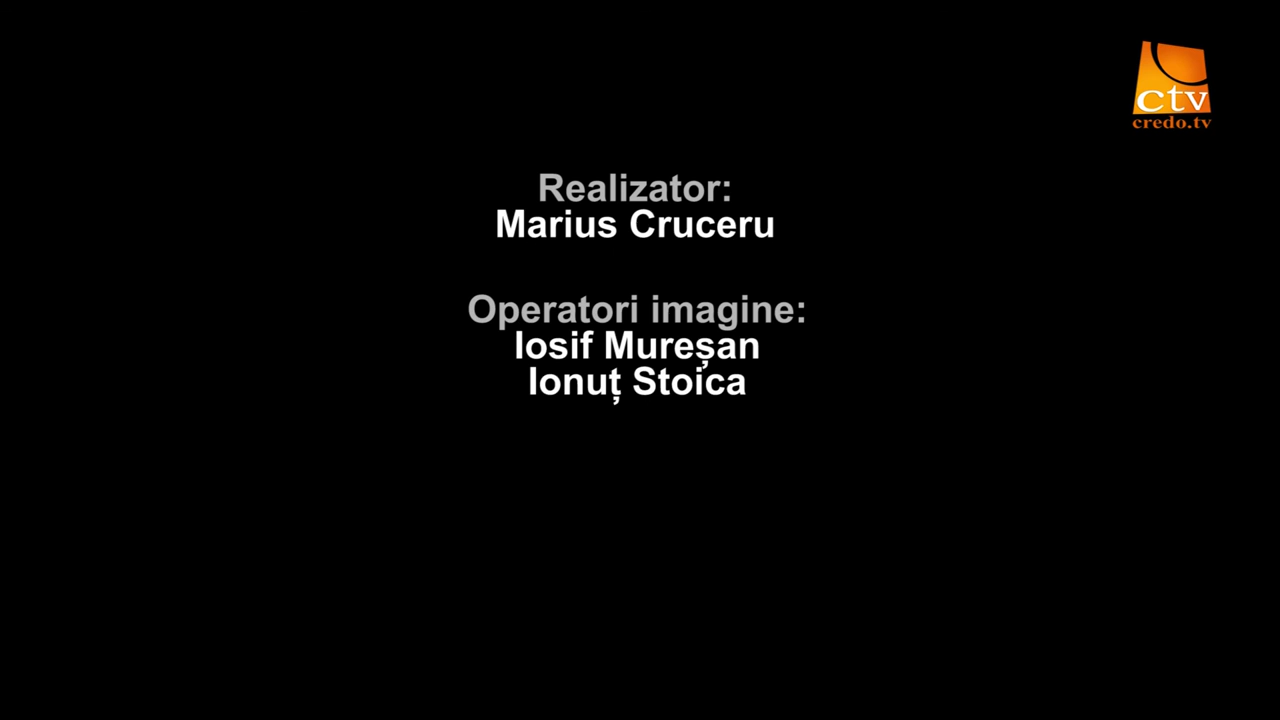 ctv
credo.tv
Realizator:
Marius Cruceru
Operatori imagine:
Iosif Mureșan
Ionuț Stoica